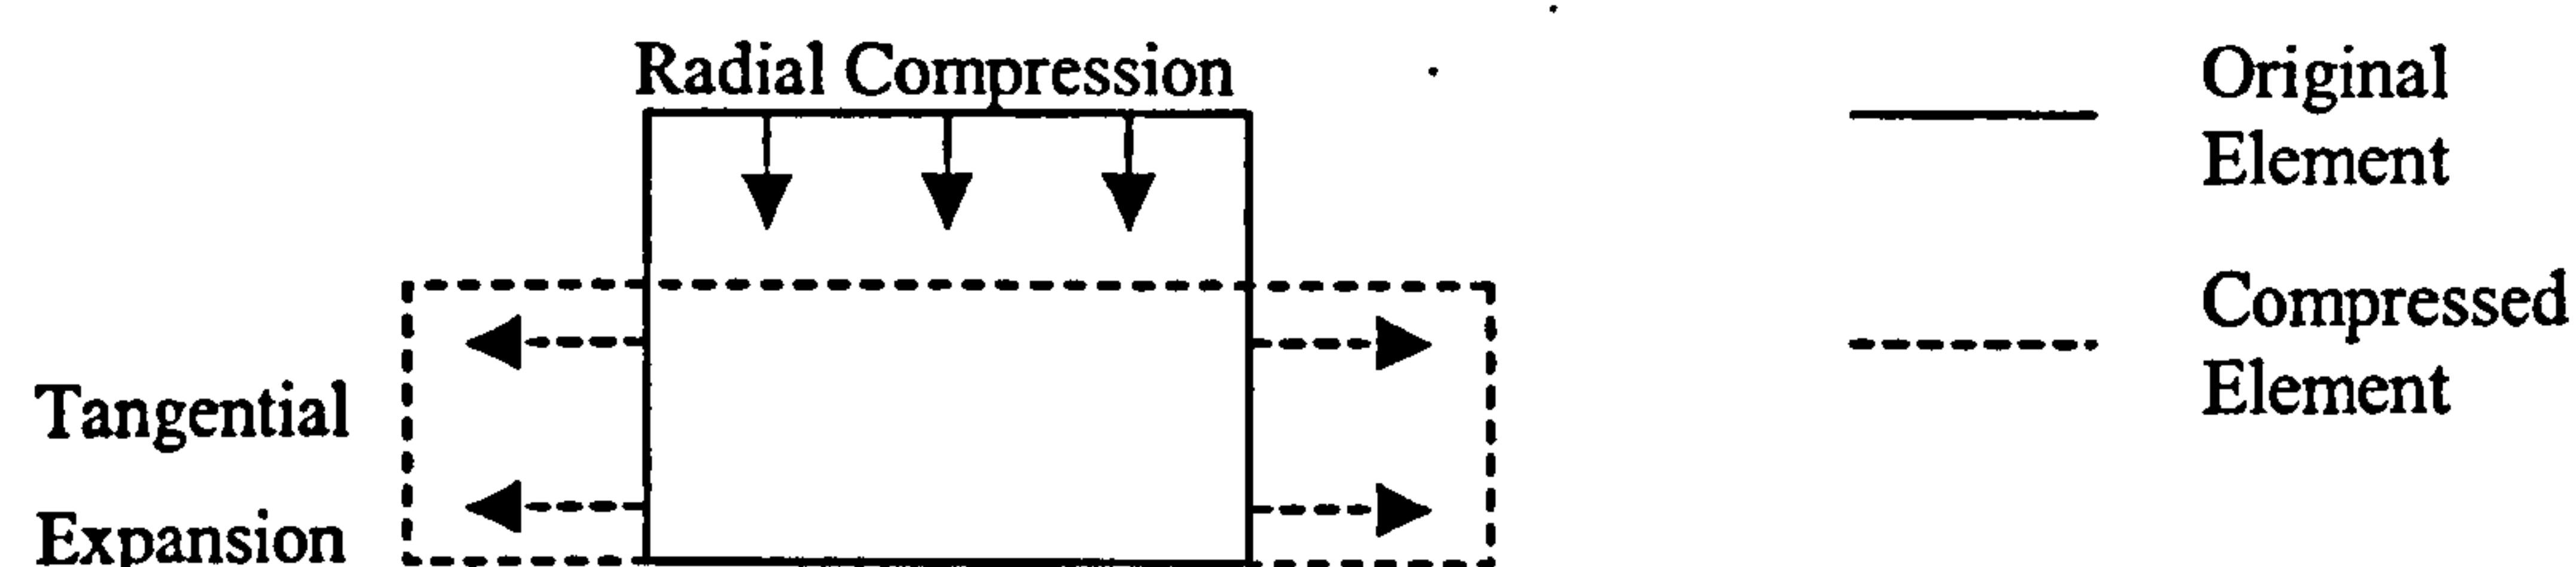 Radial Compression
Original
Element
Compressed
Element
Tangential
Expansion